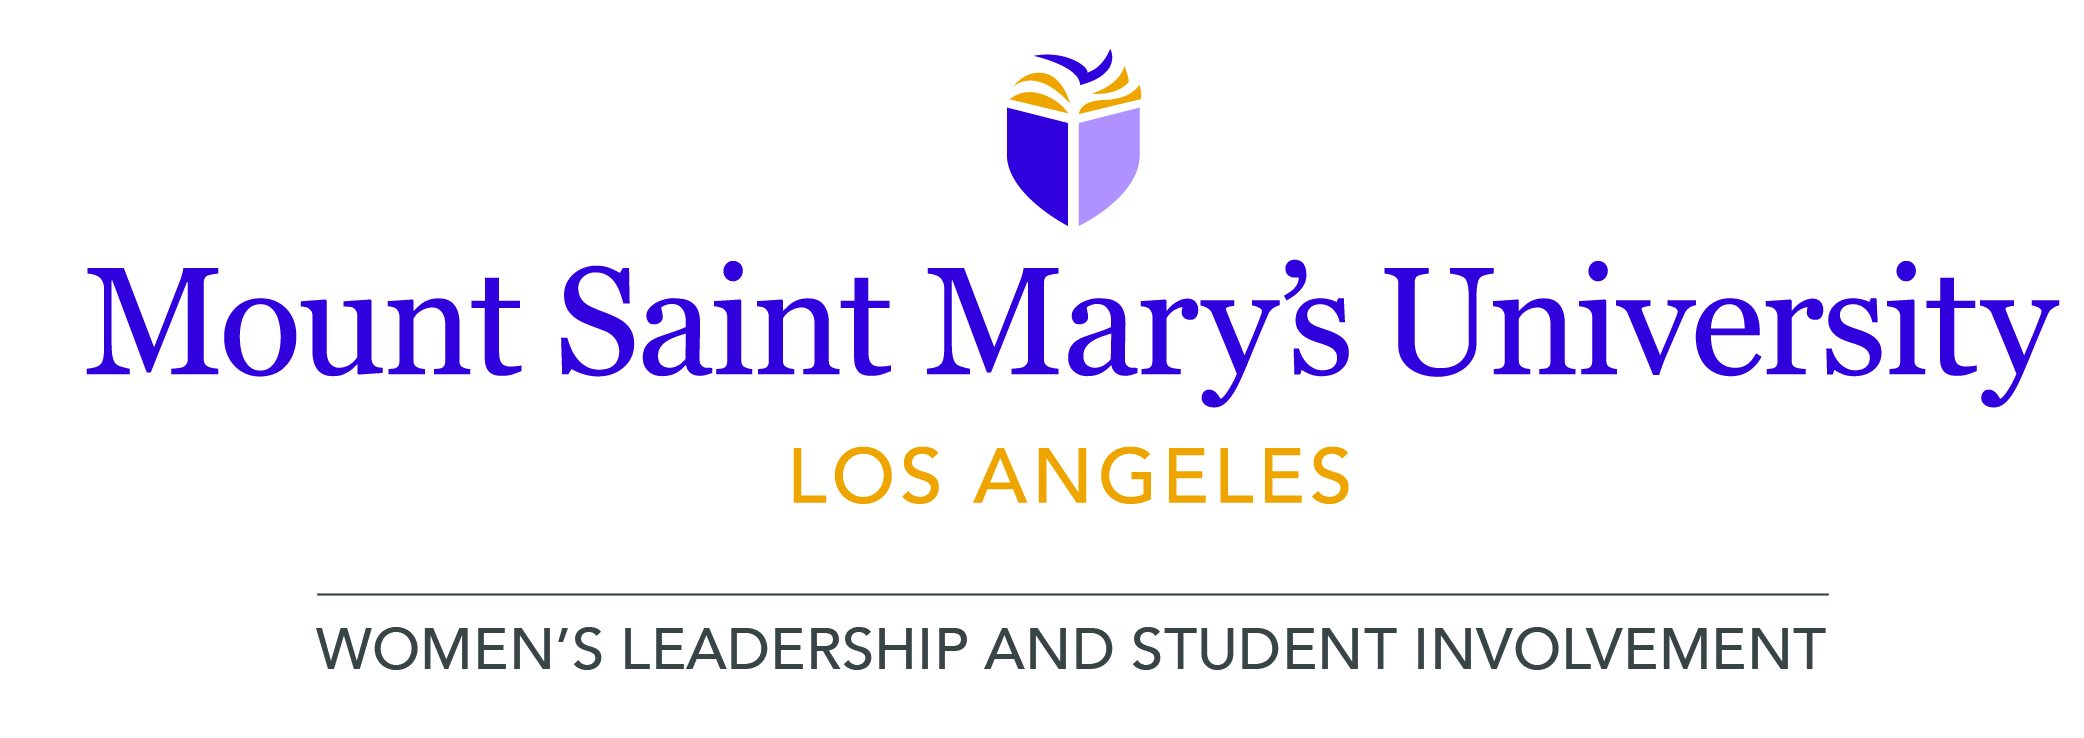 Mount Saint Mary’s University
LOS ANGELES
WOMEN’S LEADERSHIP AND STUDENT INVOLVEMENT